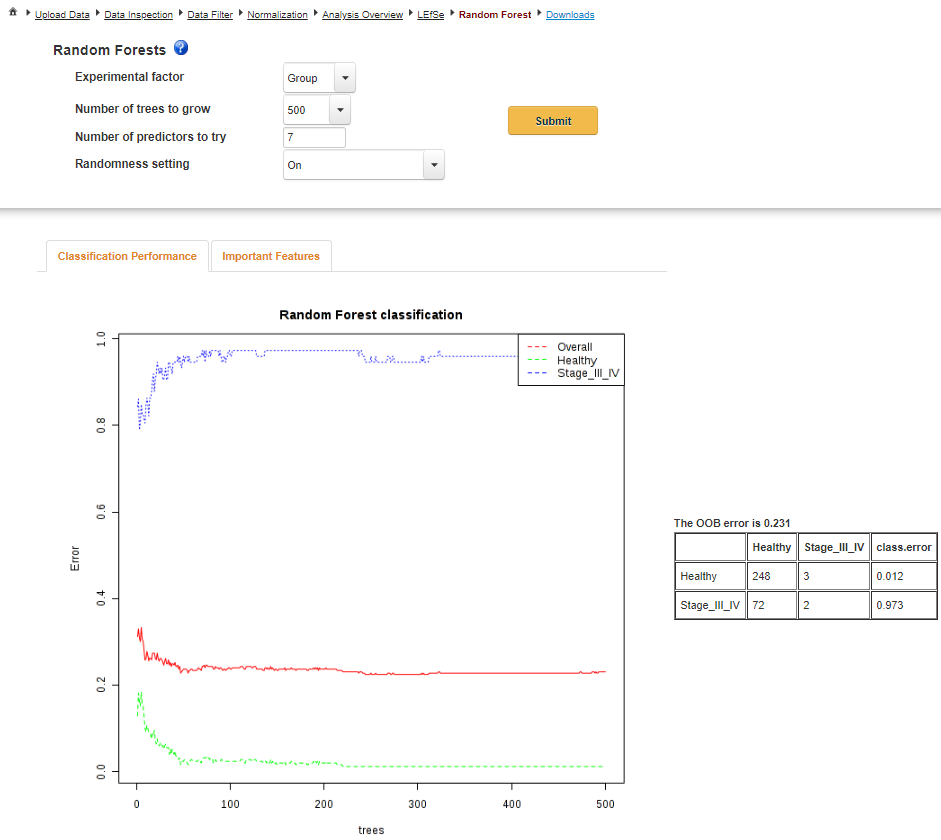 Upload Data Data Inspection Data Filter Normalization Analysis Overview LEfSe Random Forest Downloads
Random Forests ?
Experimental factor Group
Number of trees to grow 500
Submit
Number of predictors to try 7
Randomness setting On
Classification Performance Important Features
Random Forest classification
Overall
Healthy
Stage_III_IV
1.0
0.8
0.6
0.4
0.2
0.0
Error
0 100 200 300 400 500
trees
The OOB error is 0.231
Healthy Stage_III_IV class.error
Healthy 248 3 0.012
Stage_III_IV 72 2 0.973